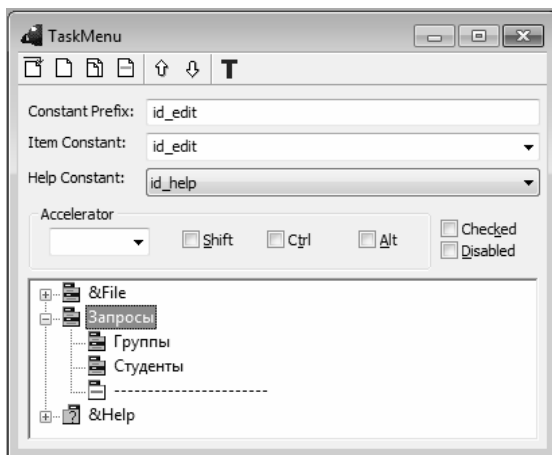 TaskMenu
T
Constant Prefix: id_edit
Item Constant: id_edit
Help Constant: id_help
Accelerator
Shift Ctrl Alt Checked
Disabled
&File
Запросы
Группы
Студенты
----------------------
&Help